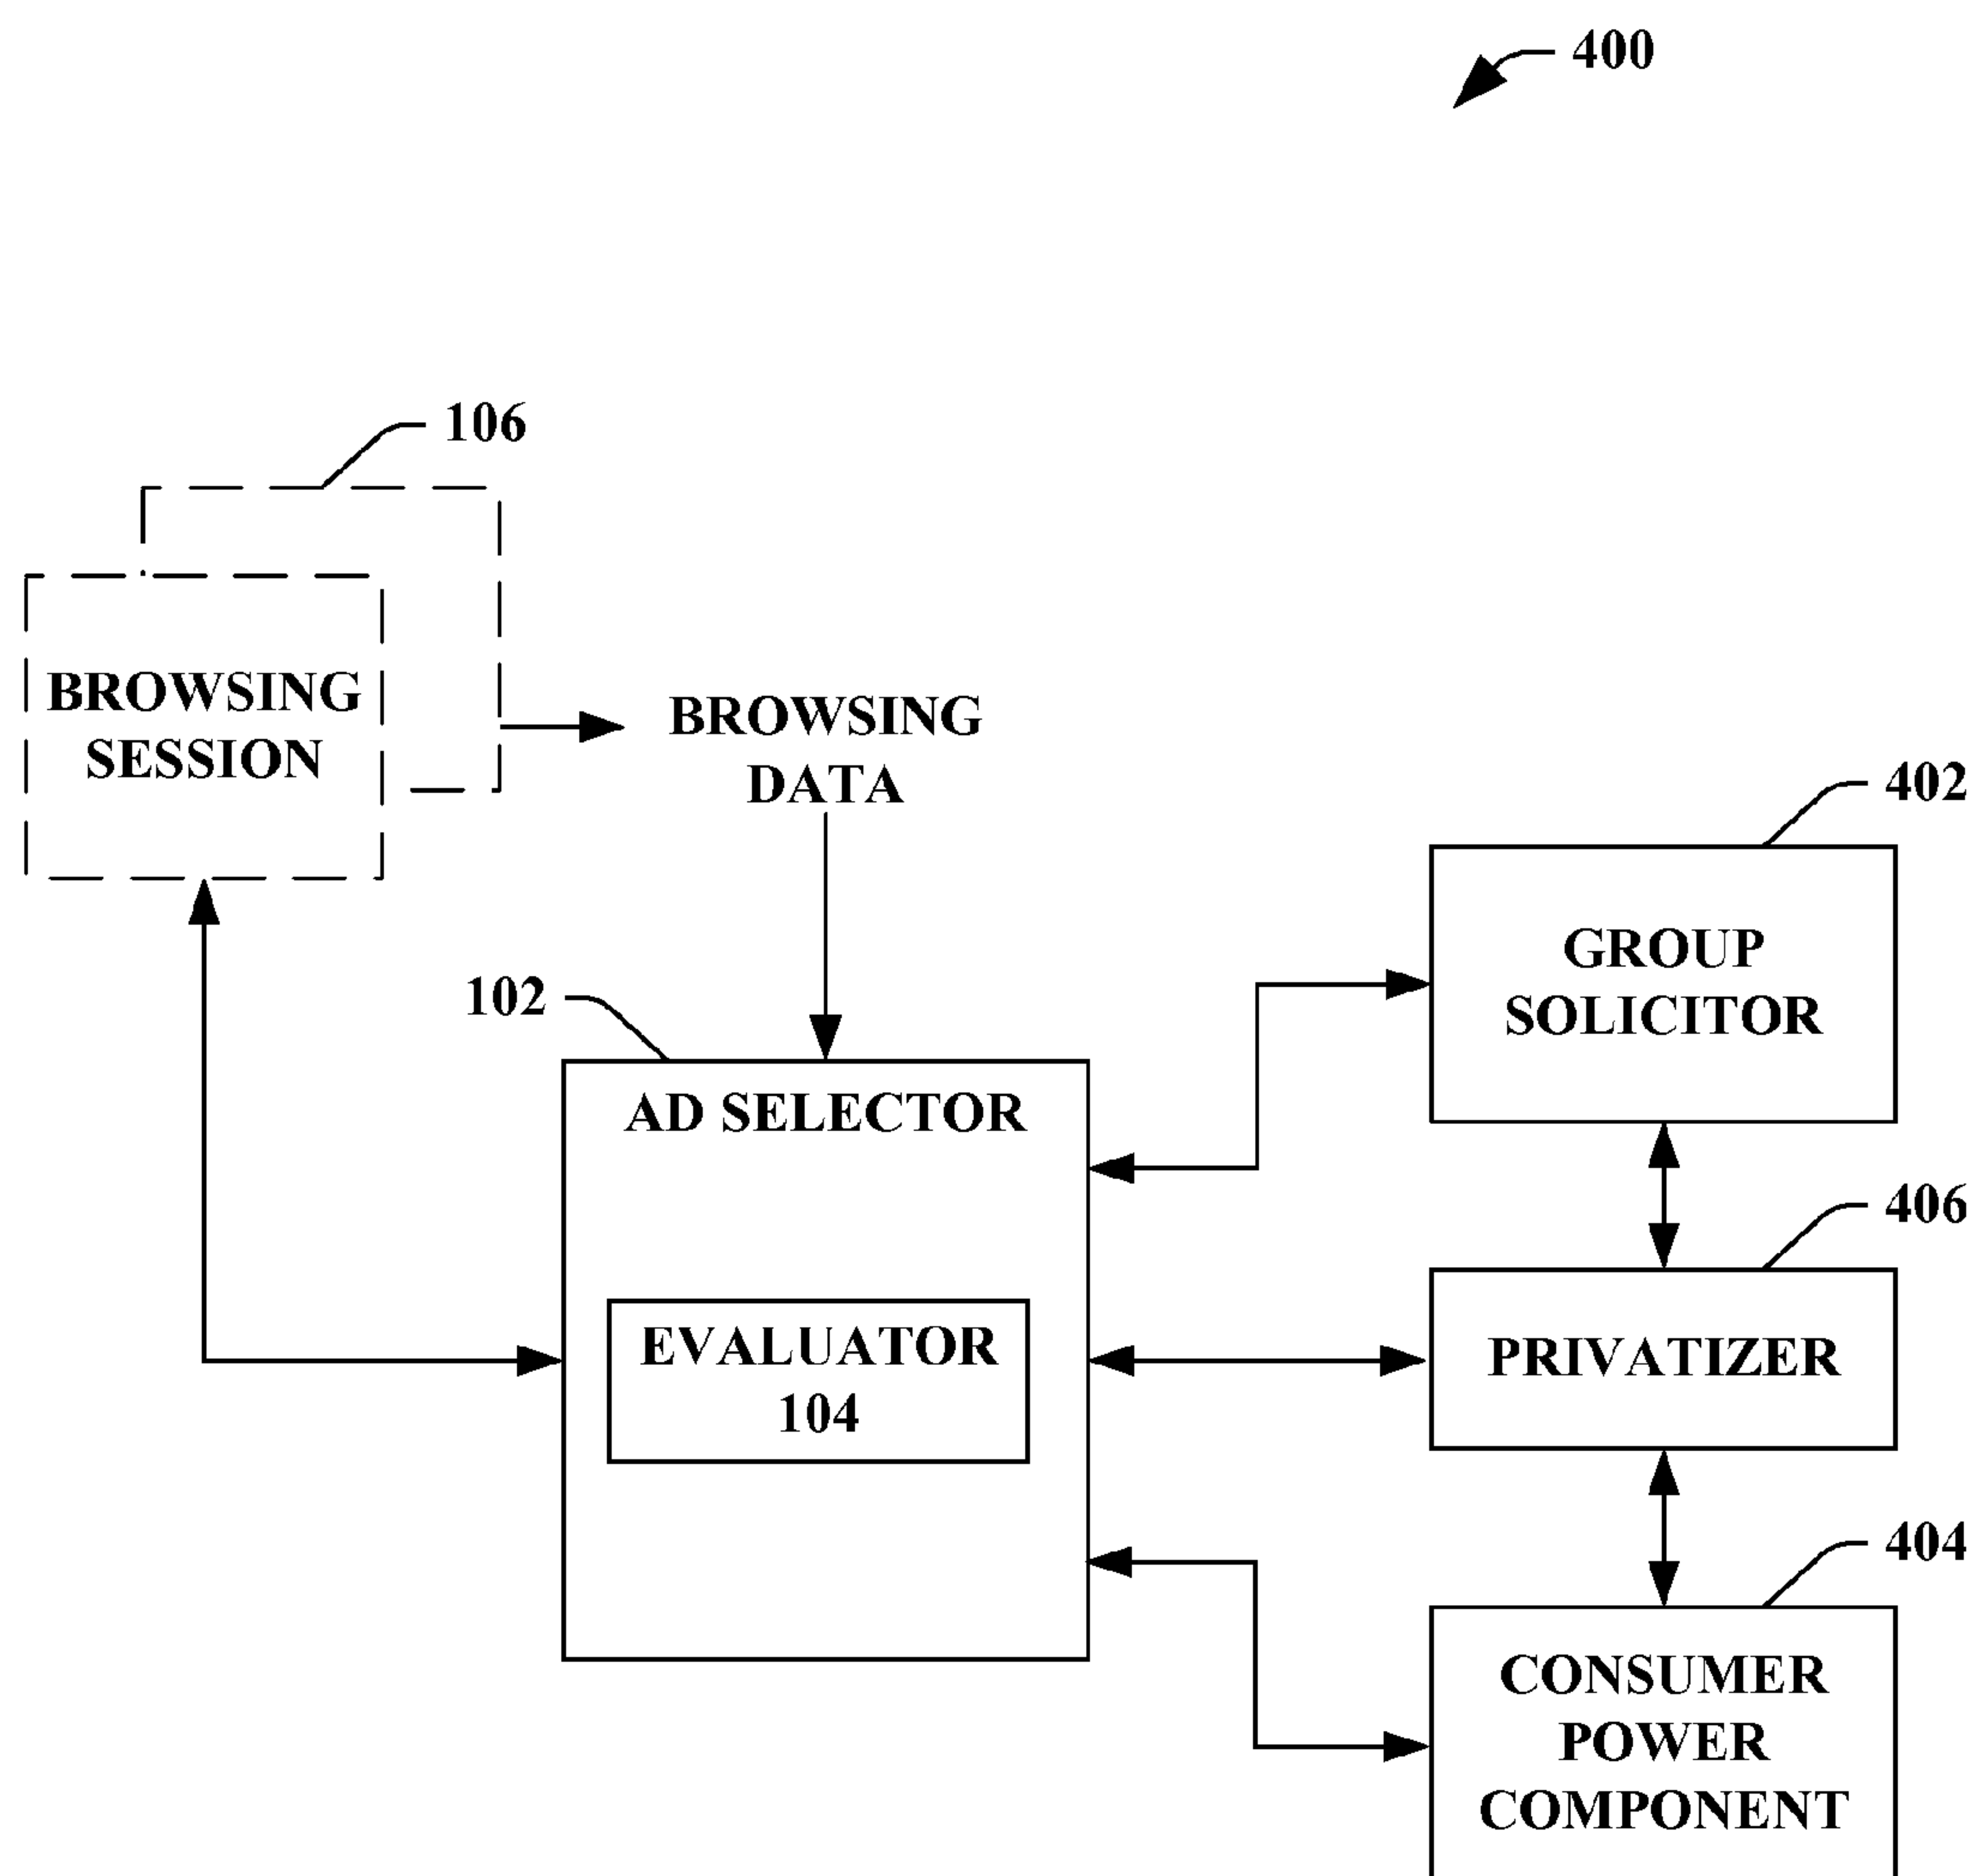 400
106
BROWSING
SESSION
BROWSING
DATA
402
GROUP
SOLICITOR
102
AD SELECTOR
406
EVALUATOR
104
PRIVATIZER
404
CONSUMER
POWER
COMPONENT